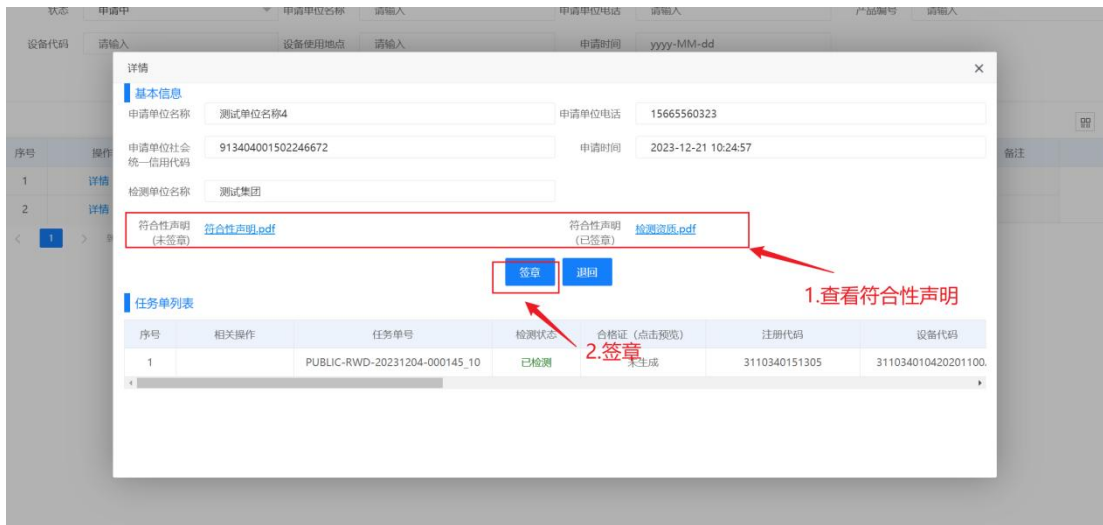 状态 申请中 申请单位名称 请输入 申请单位电话 请输入 产品编号 请输入
设备代码 请输入 设备使用地点 请输入 申请时间 yyyy-MM-dd
详情
基本信息
申请单位名称 测试单位名称4 申请单位电话 15665560323
申请单位社会
统一信用代码
913404001502246672 申请时间 2023-12-21 10:24:57
检测单位名称 测试集团
符合性声明
(未签章)
符合性声明.pdf
符合性声明
(已签章)
检测资质.pdf
签章 退回
1.查看符合性声明
任务单列表
2.签章
序号 相关操作 任务单号 检测状态 合格证（点击预览） 注册代码 设备代码
1 PUBLIC-RWD-20231204-000145_10 已检测 未生成 3110340151305 311034010420201100.
序号 操作 备注
1 详情
2 详情
1